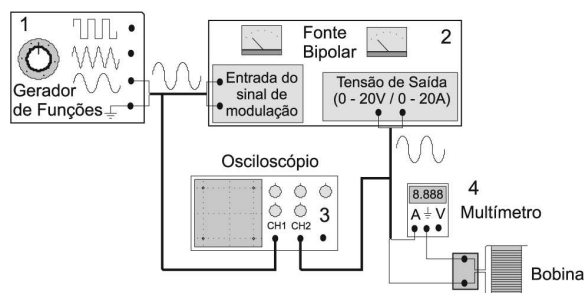 1
Gerador
de Funções
Fonte
Bipolar
2
Entrada do
sinal de
modulação
Tensão de Saída
(0 - 20V / 0 - 20A)
Osciloscópio
CH1 CH2
3
8.888
A V
4
Multímetro
Bobina